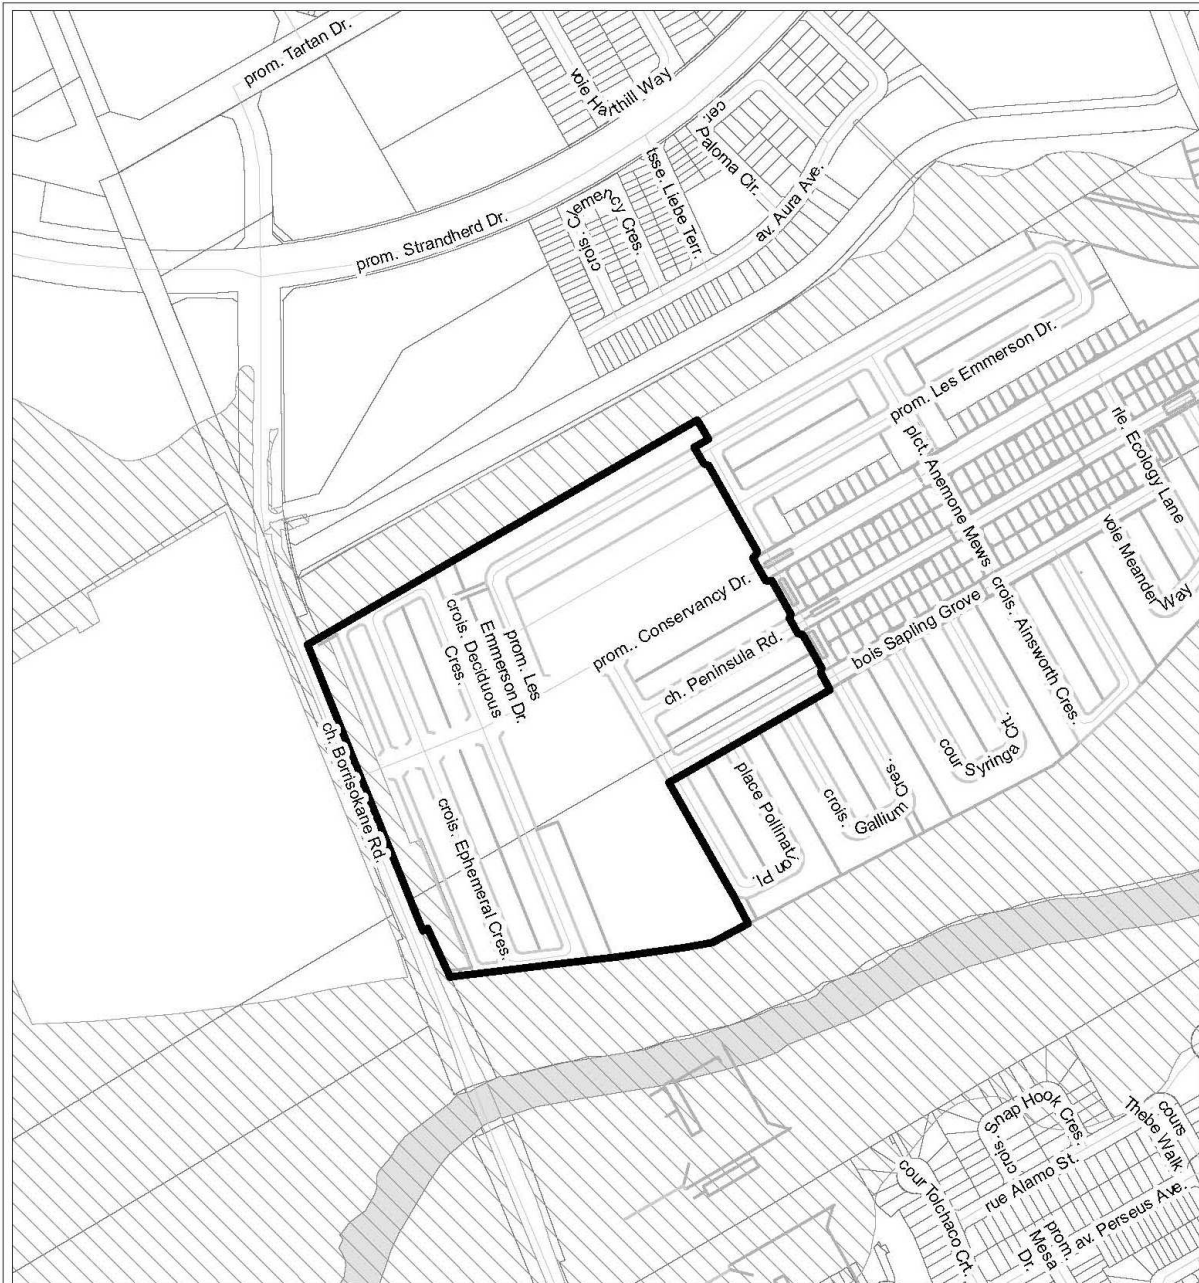 prom. Tartan Dr.
voie Harthill Way
prom. Strandherd Dr.
cer. Paloma Cir.
tsse. Liebe Terr.
crois. Clemency Cres.
av. Aura Ave.
prom. Les Emmerson Dr.
plct. Anemone Mews
rle. Ecology Lane
voie Meander Way
crois. Ainsworth Cres.
bois Sapling Grove
prom.. Conservancy Dr.
ch. Peninsula Rd.
prom. Les
Emmerson Dr.
crois. Deciduous
Cres.
ch. Borrisokane Rd.
crois. Ephemeral Cres.
place Pollination Pl.
crois. Gallium Cres.
cour Syringa Crt.
crois. Snap Hook Cres.
rue Alamo St.
cours Thebe Walk
cour Tolchaco Crt.
prom.
Mesa
Dr.
av. Perseus Ave.